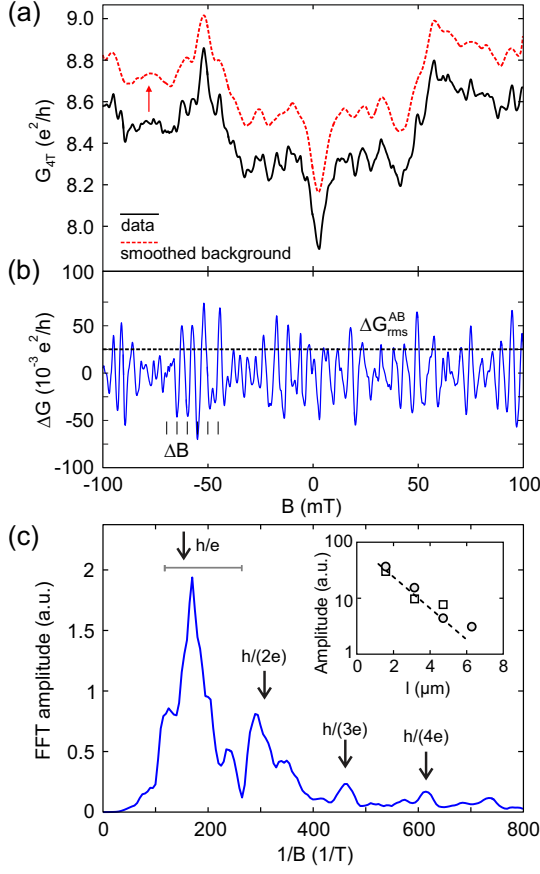 (a)
9.0
8.8
8.6
8.4
8.2
8.0
G4T (e²/h)
data
smoothed background
(b)
100
50
0
-50
-100
ΔG (10⁻³ e²/h)
ΔG rms AB
ΔB
-100
-50
0
50
100
B (mT)
(c)
2
1.5
1
0.5
0
FFT amplitude (a.u.)
h/e
h/(2e)
h/(3e)
h/(4e)
100
10
1
Amplitude (a.u.)
0
2
4
6
8
l (μm)
0
200
400
600
800
1/B (1/T)